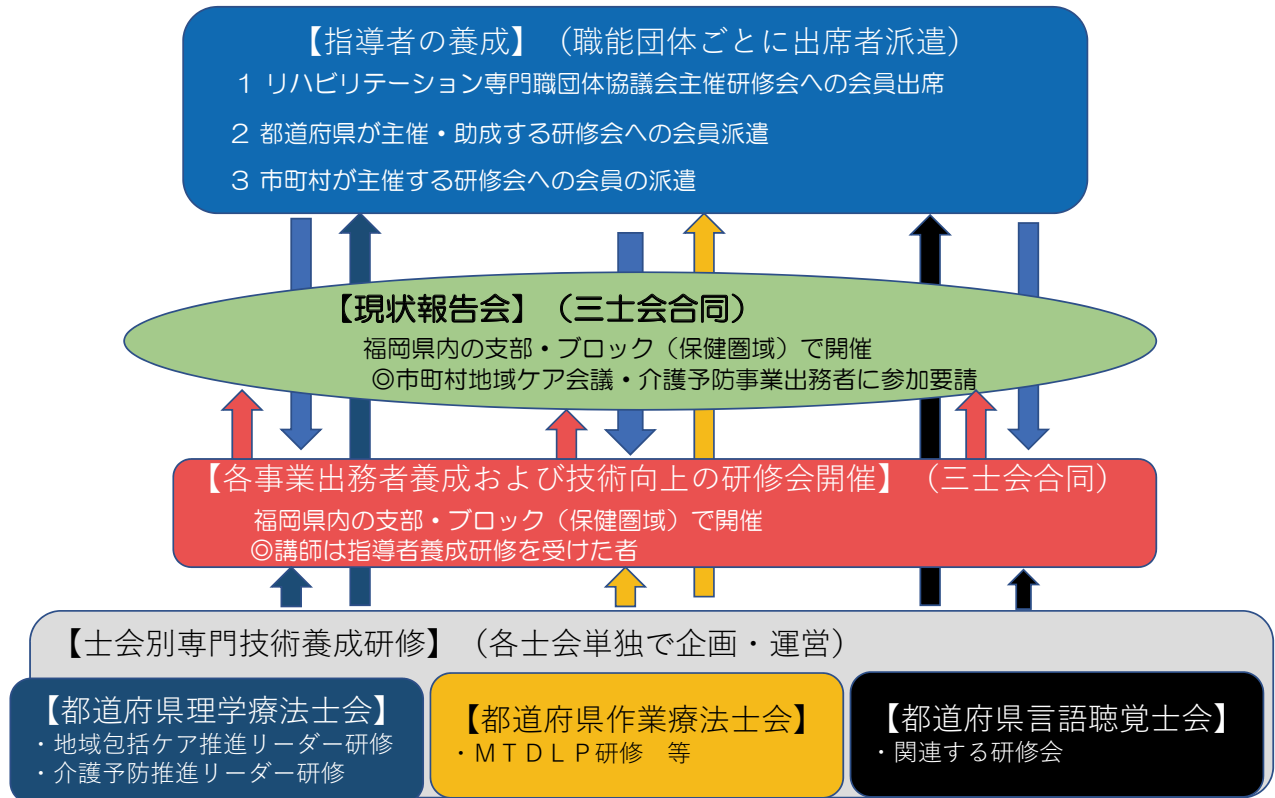 【指導者の養成】（職能団体ごとに出席者派遣）
１ リハビリテーション専門職団体協議会主催研修会への会員出席
２ 都道府県が主催・助成する研修会への会員派遣
３ 市町村が主催する研修会への会員の派遣
【現状報告会】（三士会合同）
福岡県内の支部・ブロック（保健圏域）で開催
◎市町村地域ケア会議・介護予防事業出務者に参加要請
【各事業出務者養成および技術向上の研修会開催】（三士会合同）
福岡県内の支部・ブロック（保健圏域）で開催
◎講師は指導者養成研修を受けた者
【士会別専門技術養成研修】（各士会単独で企画・運営）
【都道府県理学療法士会】
・地域包括ケア推進リーダー研修
・介護予防推進リーダー研修
【都道府県作業療法士会】
・ＭＴＤＬＰ研修　等
【都道府県言語聴覚士会】
・関連する研修会